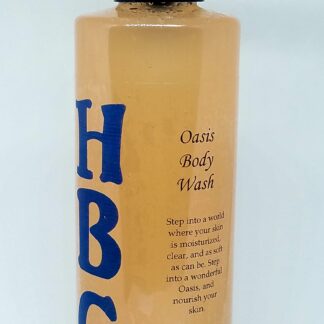 H
B
C
Oasis
Body
Wash
Step into a world
where your skin
is moisturized,
clear, and as soft
as can be. Step
into a wonderful
Oasis, and
nourish your
skin